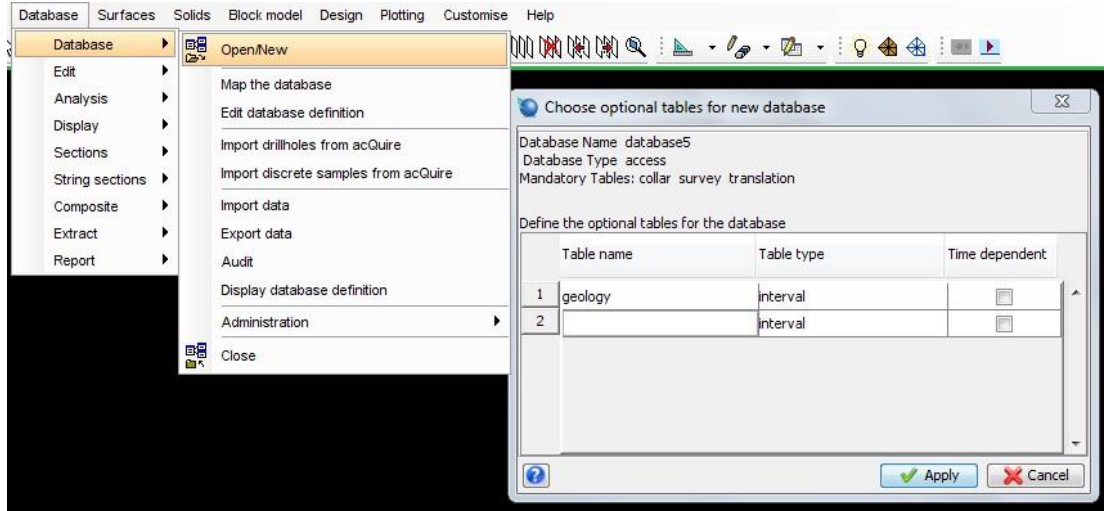 Database Surfaces Solids Block model Design Plotting Customise Help
Database
Edit
Analysis
Display
Sections
String sections
Composite
Extract
Report
Open/New
Map the database
Edit database definition
Import drillholes from acQuire
Import discrete samples from acQuire
Import data
Export data
Audit
Display database definition
Administration
Close
Choose optional tables for new database
Database Name database5
Database Type access
Mandatory Tables: collar survey translation
Define the optional tables for the database
Table name Table type Time dependent
1 geology interval
2 interval
Apply Cancel